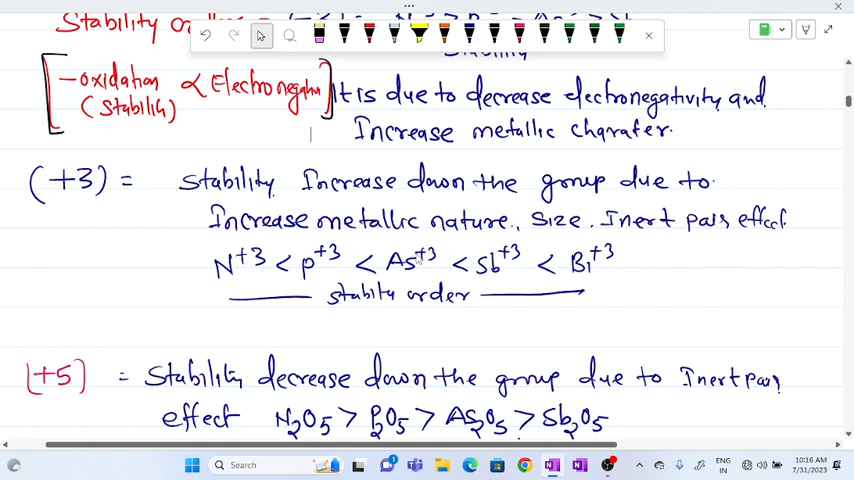 Stability
-oxidation ∝ Electronegative
(Stability)
It is due to decrease electronegativity and
Increase metallic charater.
(+3) = Stability Increase down the group due to
Increase metallic nature, Size. Inert pair effect
N+3 < P+3 < As+3 < Sb+3 < Bi+3
stability order
(+5) = Stability decrease down the group due to Inert pair
effect N2O5 > P2O5 > As2O5 > Sb2O5
Search
ENG
IN
10:16 AM
7/31/2023